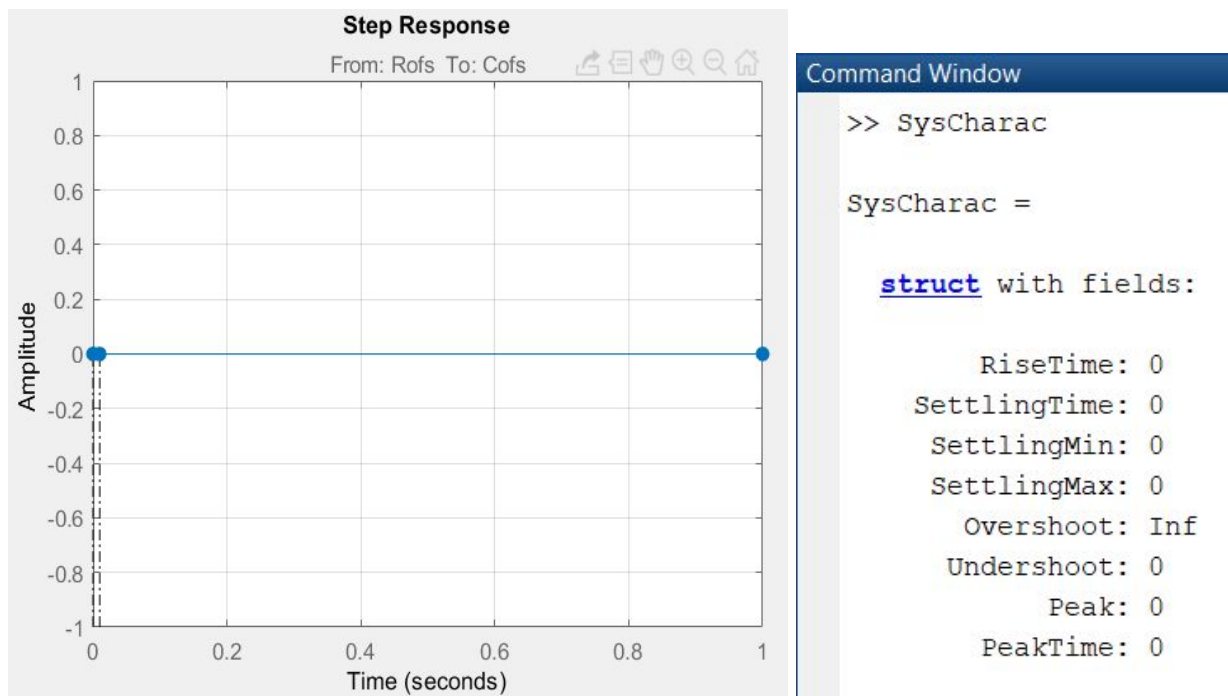 Step Response
From: Rofs To: Cofs
1
0.8
0.6
0.4
0.2
0
-0.2
-0.4
-0.6
-0.8
-1
Amplitude
0 0.2 0.4 0.6 0.8 1
Time (seconds)
Command Window
>> SysCharac
SysCharac =
struct with fields:
RiseTime: 0
SettlingTime: 0
SettlingMin: 0
SettlingMax: 0
Overshoot: Inf
Undershoot: 0
Peak: 0
PeakTime: 0